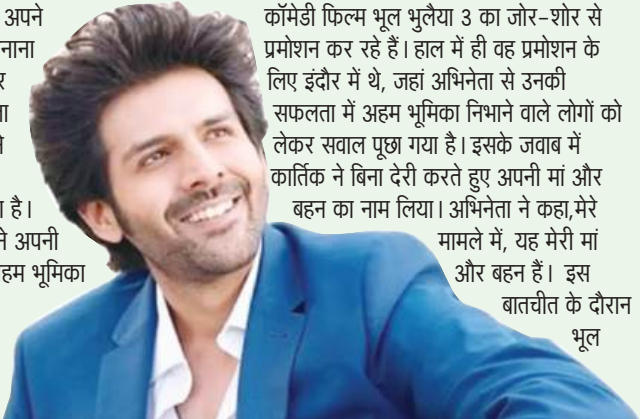 अपने
है।
ने अपनी
भूमिका
कॉमेडी फिल्म भूल भुलैया 3 का जोर-शोर से
प्रमोशन कर रहे हैं। हाल में ही वह प्रमोशन के
लिए इंदौर में थे, जहां अभिनेता से उनकी
सफलता में अहम भूमिका निभाने वाले लोगों को
लेकर सवाल पूछा गया है। इसके जवाब में
कार्तिक ने बिना देरी करते हुए अपनी मां और
बहन का नाम लिया। अभिनेता ने कहा,मेरे
मामले में, यह मेरी मां
और बहन हैं। इस
बातचीत के दौरान
भूल